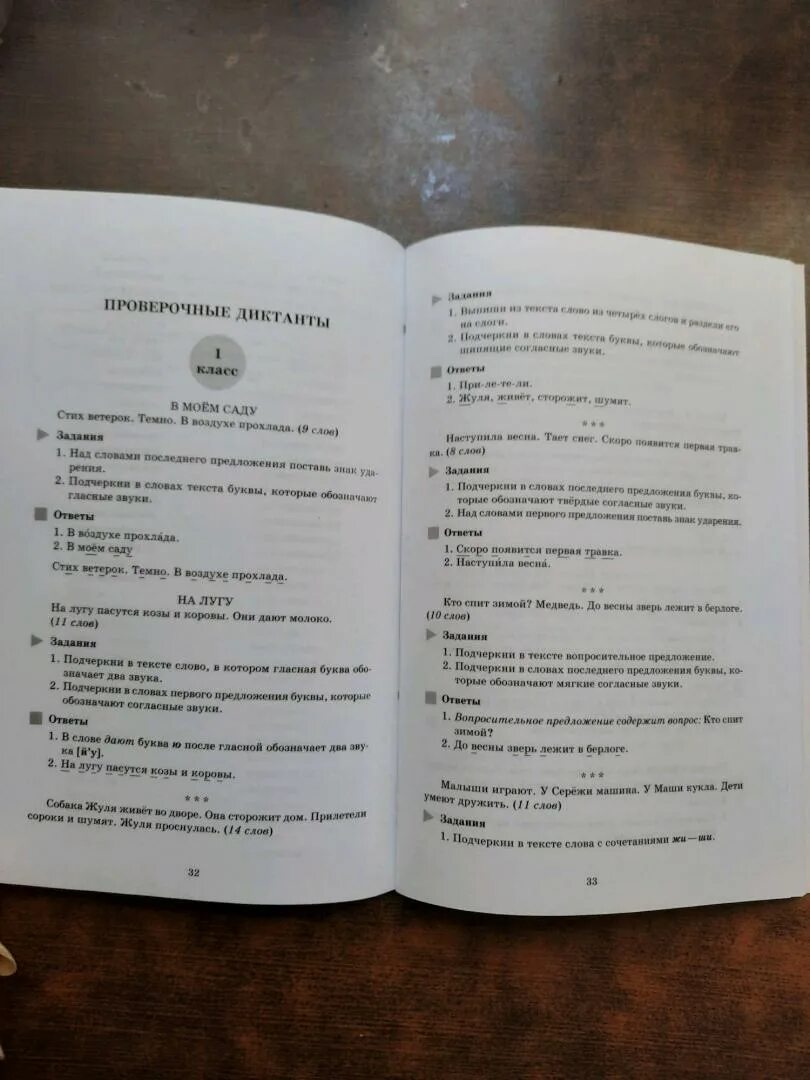 ПРОВЕРОЧНЫЕ ДИКТАНТЫ
1
класс
В МОЁМ САДУ
Стих ветерок. Темно. В воздухе прохлада. (9 слов)
Задания
1. Над словами последнего предложения поставь знак уда-
рения.
2. Подчеркни в словах текста буквы, которые обозначают
гласные звуки.
Ответы
1. В во́здухе прохла́да.
2. В моём саду
Стих ветерок. Темно. В воздухе прохлада.
НА ЛУГУ
На лугу пасутся козы и коровы. Они дают молоко.
(11 слов)
Задания
1. Подчеркни в тексте слово, в котором гласная буква обо-
значает два звука.
2. Подчеркни в словах первого предложения буквы, которые
обозначают согласные звуки.
Ответы
1. В слове дают буква ю после гласной обозначает два зву-
ка [й'у].
2. На лугу пасутся козы и коровы.
* * *
Собака Жуля живёт во дворе. Она сторожит дом. Прилетели
сороки и шумят. Жуля проснулась. (14 слов)
32
Задания
1. Выпиши из текста слово из четырёх слогов и раздели его
на слоги.
2. Подчеркни в словах текста буквы, которые обозначают
шипящие согласные звуки.
Ответы
1. При-ле-те-ли.
2. Жуля, живёт, сторожит, шумят.
* * *
Наступила весна. Тает снег. Скоро появится первая трав-
ка. (8 слов)
Задания
1. Подчеркни в словах последнего предложения буквы, ко-
торые обозначают твёрдые согласные звуки.
2. Над словами первого предложения поставь знак ударения.
Ответы
1. Скоро появится первая травка.
2. Наступи́ла весна́.
* * *
Кто спит зимой? Медведь. До весны зверь лежит в берлоге.
(10 слов)
Задания
1. Подчеркни в тексте вопросительное предложение.
2. Подчеркни в словах последнего предложения буквы, ко-
торые обозначают мягкие согласные звуки.
Ответы
1. Вопросительное предложение содержит вопрос: Кто спит
зимой?
2. До весны зверь лежит в берлоге.
* * *
Малыши играют. У Серёжи машина. У Маши кукла. Дети
умеют дружить. (11 слов)
Задания
1. Подчеркни в тексте слова с сочетаниями жи—ши.
33